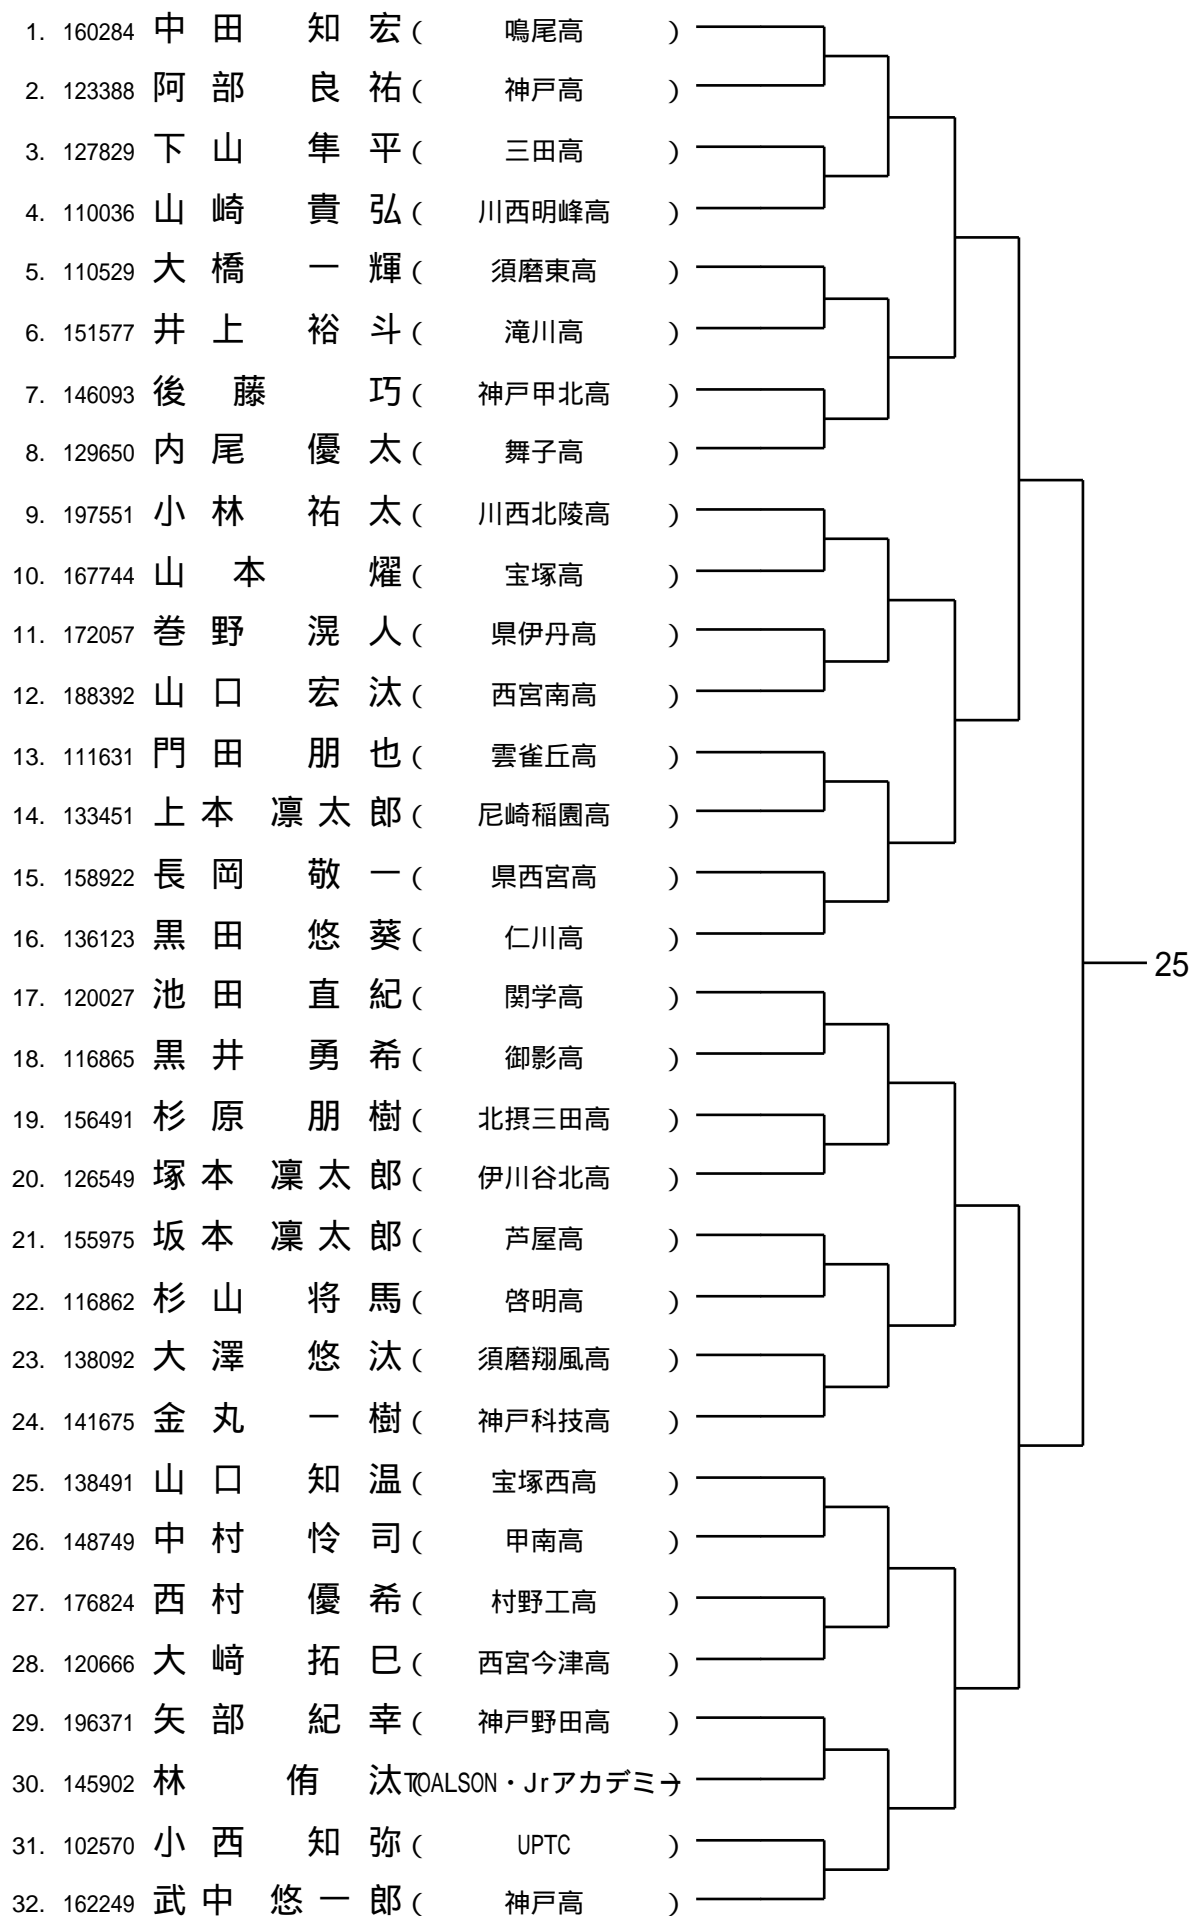 1. 160284 中田 知宏 ( 鳴尾高 )
2. 123388 阿部 良祐 ( 神戸高 )
3. 127829 下山 隼平 ( 三田高 )
4. 110036 山崎 貴弘 ( 川西明峰高 )
5. 110529 大橋 一輝 ( 須磨東高 )
6. 151577 井上 裕斗 ( 滝川高 )
7. 146093 後藤 巧 ( 神戸甲北高 )
8. 129650 内尾 優太 ( 舞子高 )
9. 197551 小林 祐太 ( 川西北陵高 )
10. 167744 山本 燿 ( 宝塚高 )
11. 172057 巻野 滉人 ( 県伊丹高 )
12. 188392 山口 宏汰 ( 西宮南高 )
13. 111631 門田 朋也 ( 雲雀丘高 )
14. 133451 上本 凛太郎 ( 尼崎稲園高 )
15. 158922 長岡 敬一 ( 県西宮高 )
16. 136123 黒田 悠葵 ( 仁川高 )
25
17. 120027 池田 直紀 ( 関学高 )
18. 116865 黒井 勇希 ( 御影高 )
19. 156491 杉原 朋樹 ( 北摂三田高 )
20. 126549 塚本 凜太郎 ( 伊川谷北高 )
21. 155975 坂本 凜太郎 ( 芦屋高 )
22. 116862 杉山 将馬 ( 啓明高 )
23. 138092 大澤 悠汰 ( 須磨翔風高 )
24. 141675 金丸 一樹 ( 神戸科技高 )
25. 138491 山口 知温 ( 宝塚西高 )
26. 148749 中村 怜司 ( 甲南高 )
27. 176824 西村 優希 ( 村野工高 )
28. 120666 大﨑 拓巳 ( 西宮今津高 )
29. 196371 矢部 紀幸 ( 神戸野田高 )
30. 145902 林 侑汰 ( TOALSON・Jrアカデミー )
31. 102570 小西 知弥 ( UPTC )
32. 162249 武中 悠一郎 ( 神戸高 )